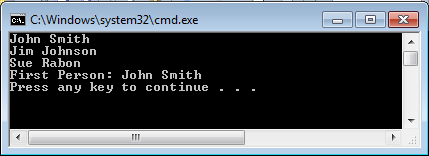 C:\Windows\system32\cmd.exe
John Smith
Jim Johnson
Sue Rabon
First Person: John Smith
Press any key to continue . . .